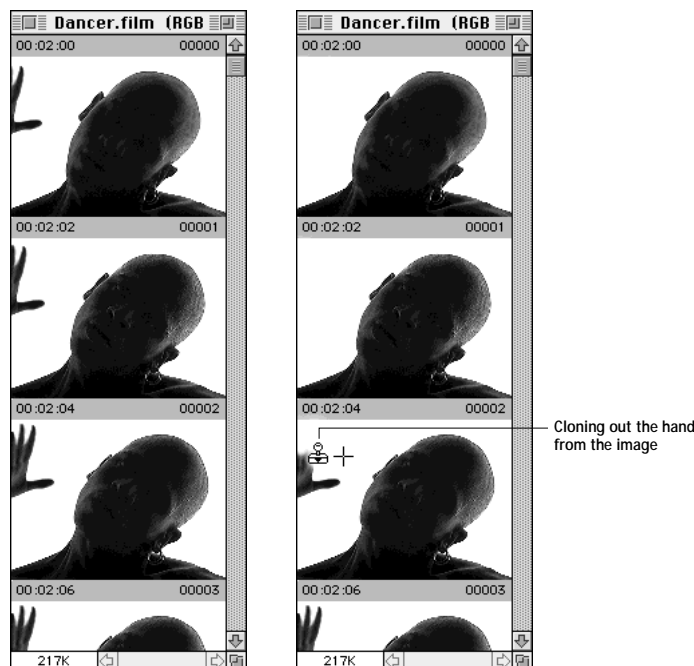 Dancer.film (RGB
00:02:00 00000
00:02:02 00001
00:02:04 00002
00:02:06 00003
217K
Dancer.film (RGB
00:02:00 00000
00:02:02 00001
00:02:04 00002
00:02:06 00003
217K
Cloning out the hand
from the image